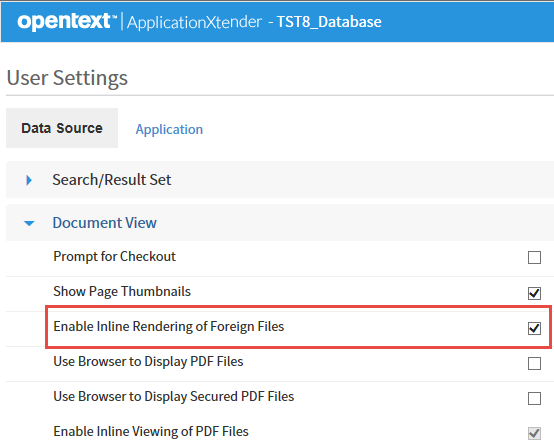 opentext™ | ApplicationXtender - TST8_Database
User Settings
Data Source Application
Search/Result Set
Document View
Prompt for Checkout
Show Page Thumbnails
Enable Inline Rendering of Foreign Files
Use Browser to Display PDF Files
Use Browser to Display Secured PDF Files
Enable Inline Viewing of PDF Files